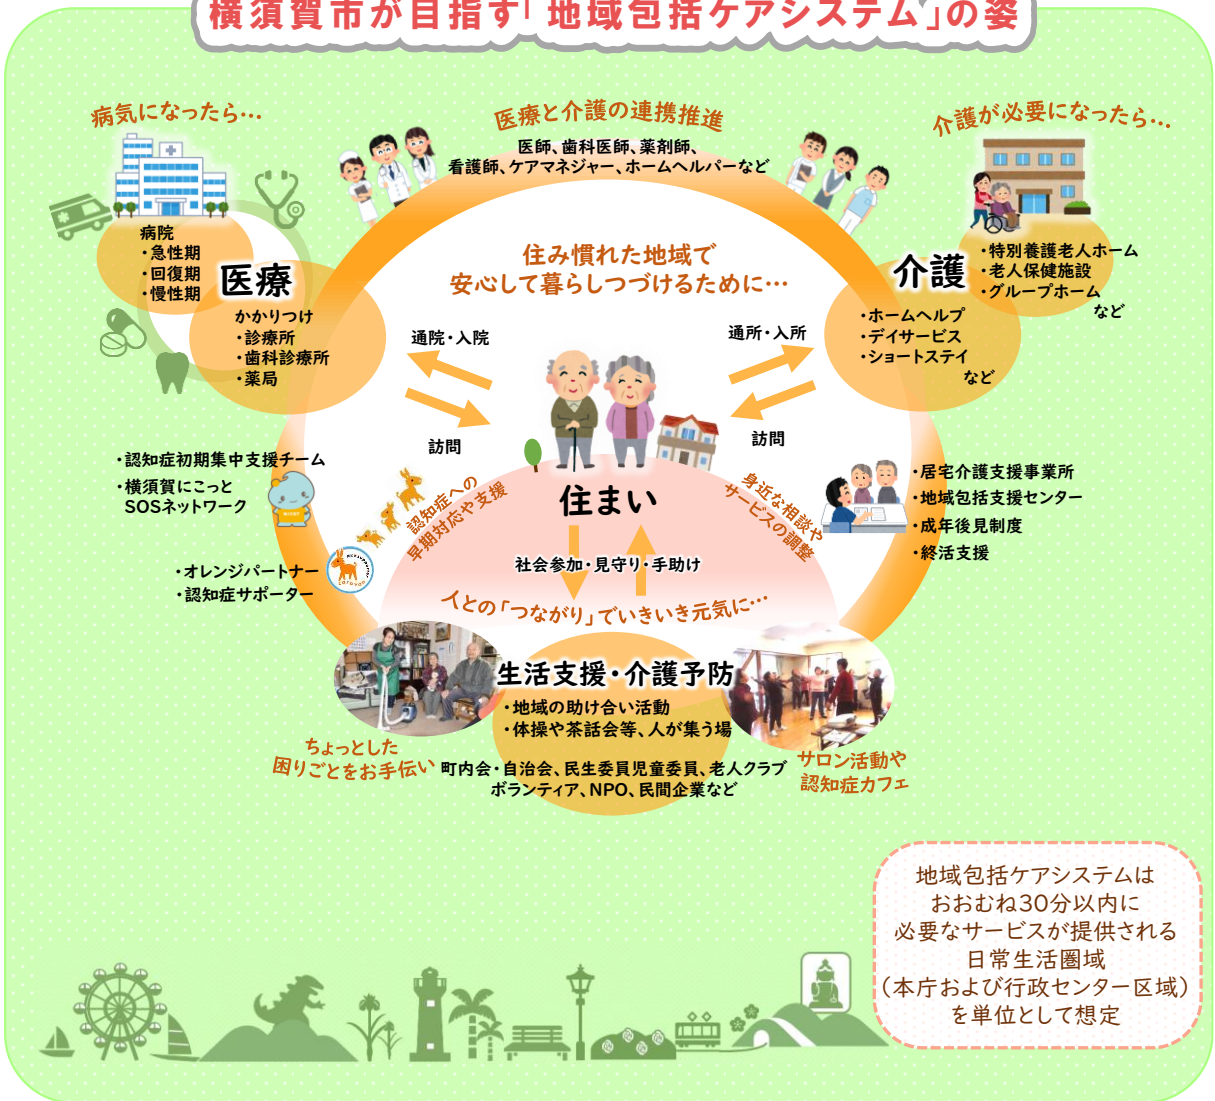 横須賀市が目指す「地域包括ケアシステム」の姿
病気になったら…
医療と介護の連携推進
介護が必要になったら…
医師、歯科医師、薬剤師、
看護師、ケアマネジャー、ホームヘルパーなど
病院
・急性期
・回復期
・慢性期
医療
かかりつけ
・診療所
・歯科診療所
・薬局
住み慣れた地域で
安心して暮らしつづけるために…
介護
・特別養護老人ホーム
・老人保健施設
・グループホーム
など
・ホームヘルプ
・デイサービス
・ショートステイ
など
通院・入院
訪問
通所・入所
訪問
・認知症初期集中支援チーム
・横須賀にこっと
SOSネットワーク
・オレンジパートナー
・認知症サポーター
認知症への
早期対応や支援
住まい
身近な相談や
サービスの調整
・居宅介護支援事業所
・地域包括支援センター
・成年後見制度
・終活支援
社会参加・見守り・手助け
人との「つながり」でいきいき元気に…
生活支援・介護予防
・地域の助け合い活動
・体操や茶話会等、人が集う場
ちょっとした
困りごとをお手伝い
町内会・自治会、民生委員児童委員、老人クラブ
ボランティア、NPO、民間企業など
サロン活動や
認知症カフェ
地域包括ケアシステムは
おおむね30分以内に
必要なサービスが提供される
日常生活圏域
(本庁および行政センター区域)
を単位として想定